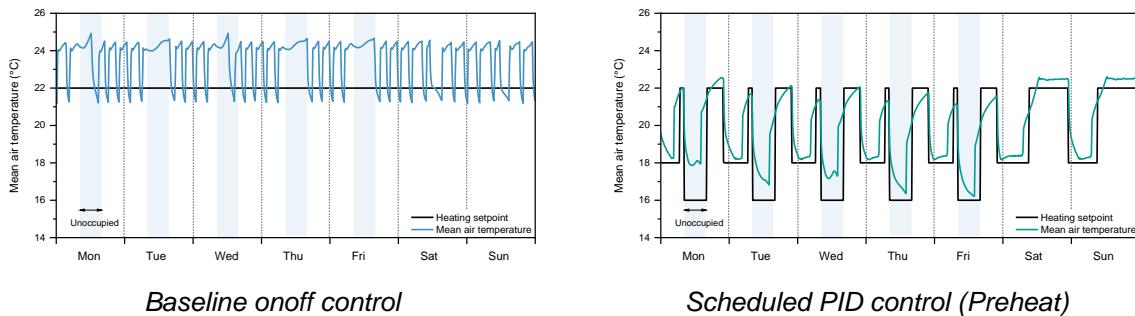 26
24
22
20
18
16
14
Mean air temperature (°C)
Unoccupied
Heating setpoint
Mean air temperature
Mon Tue Wed Thu Fri Sat Sun
Baseline onoff control
26
24
22
20
18
16
14
Mean air temperature (°C)
Unoccupied
Heating setpoint
Mean air temperature
Mon Tue Wed Thu Fri Sat Sun
Scheduled PID control (Preheat)